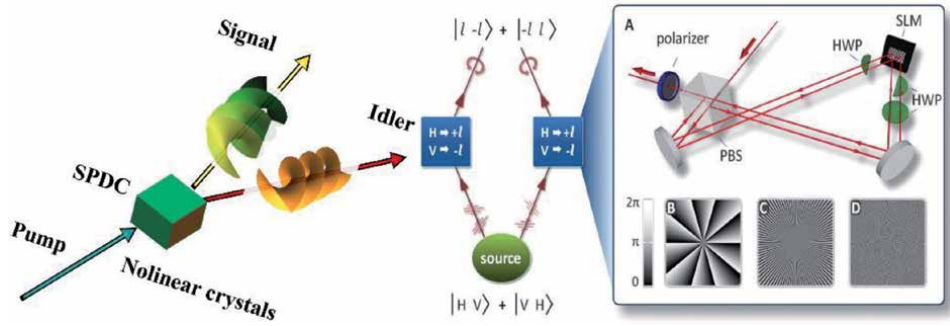 Signal
Idler
SPDC
Pump
Nolinear crystals
|l -l⟩ + |-l l⟩
H ➡ +l
V ➡ -l
H ➡ +l
V ➡ -l
source
|H V⟩ + |V H⟩
A
SLM
polarizer
HWP
HWP
PBS
2π
π
0
B
C
D